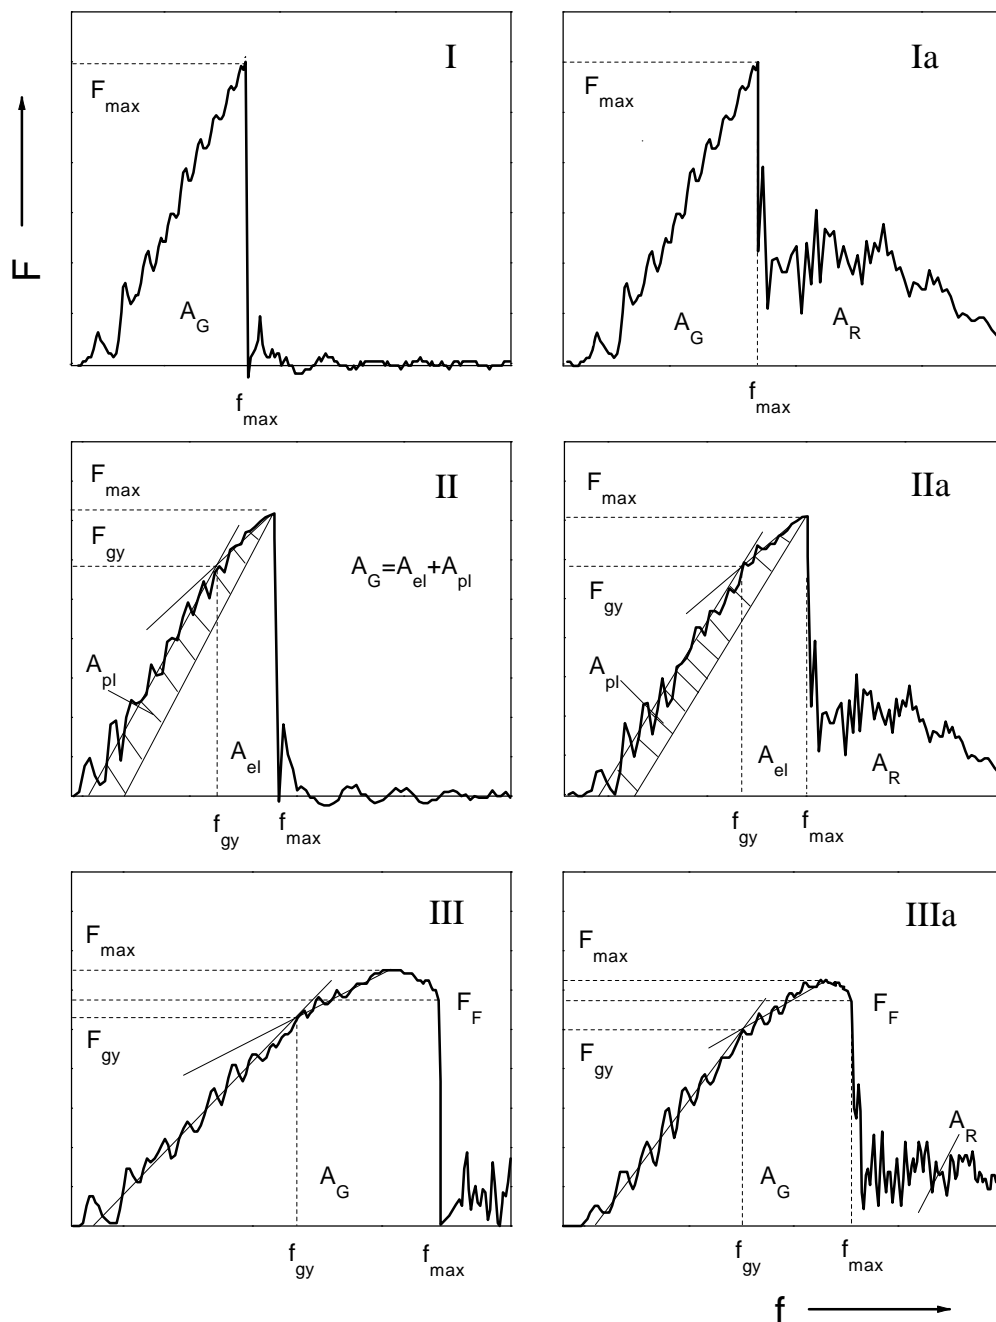 F
I
F_max
A_G
f_max
Ia
F_max
A_G
A_R
f_max
II
F_max
F_gy
A_G=A_el+A_pl
A_pl
A_el
f_gy
f_max
IIa
F_max
F_gy
A_pl
A_el
A_R
f_gy
f_max
III
F_max
F_F
F_gy
A_G
f_gy
f_max
IIIa
F_max
F_F
F_gy
A_R
A_G
f_gy
f_max
f